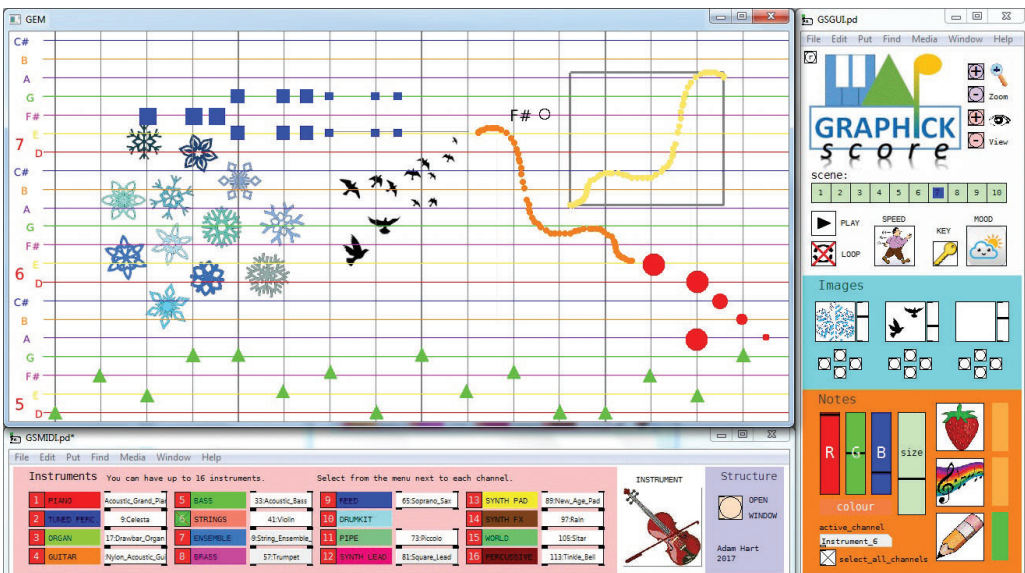 GEM
C#
B
A
G
F#
F# O
E
7
D
C#
B
A
G
F#
E
6
D
C#
B
A
G
F#
E
5
D
GSGUI.pd
File Edit Put Find Media Window Help
Zoom
View
GRAPHICK
score
scene:
1 2 3 4 5 6 7 8 9 10
PLAY
SPEED
KEY
MOOD
LOOP
Images
Notes
R G B size
colour
active_channel
Instrument_6
select_all_channels
GSMIDI.pd*
File Edit Put Find Media Window Help
Instruments You can have up to 16 instruments. Select from the menu next to each channel.
1 PIANO Acoustic_Grand_Pian 5 BASS 33:Acoustic_Bass 9 REED 65:Soprano_Sax 13 SYNTH PAD 89:New_Age_Pad
2 TUNED PERC. 9:Celesta 6 STRINGS 41:Violin 10 DRUMKIT 14 SYNTH FX 97:Rain
3 ORGAN 17:Drawbar_Organ 7 ENSEMBLE 9:String_Ensemble_ 11 PIPE 73:Piccolo 15 WORLD 105:Sitar
4 GUITAR Nylon_Acoustic_Gui 8 BRASS 57:Trumpet 12 SYNTH LEAD 81:Square_Lead 16 PERCUSSIVE 113:Tinkle_Bell
INSTRUMENT
Structure
OPEN
WINDOW
Adam Hart
2017